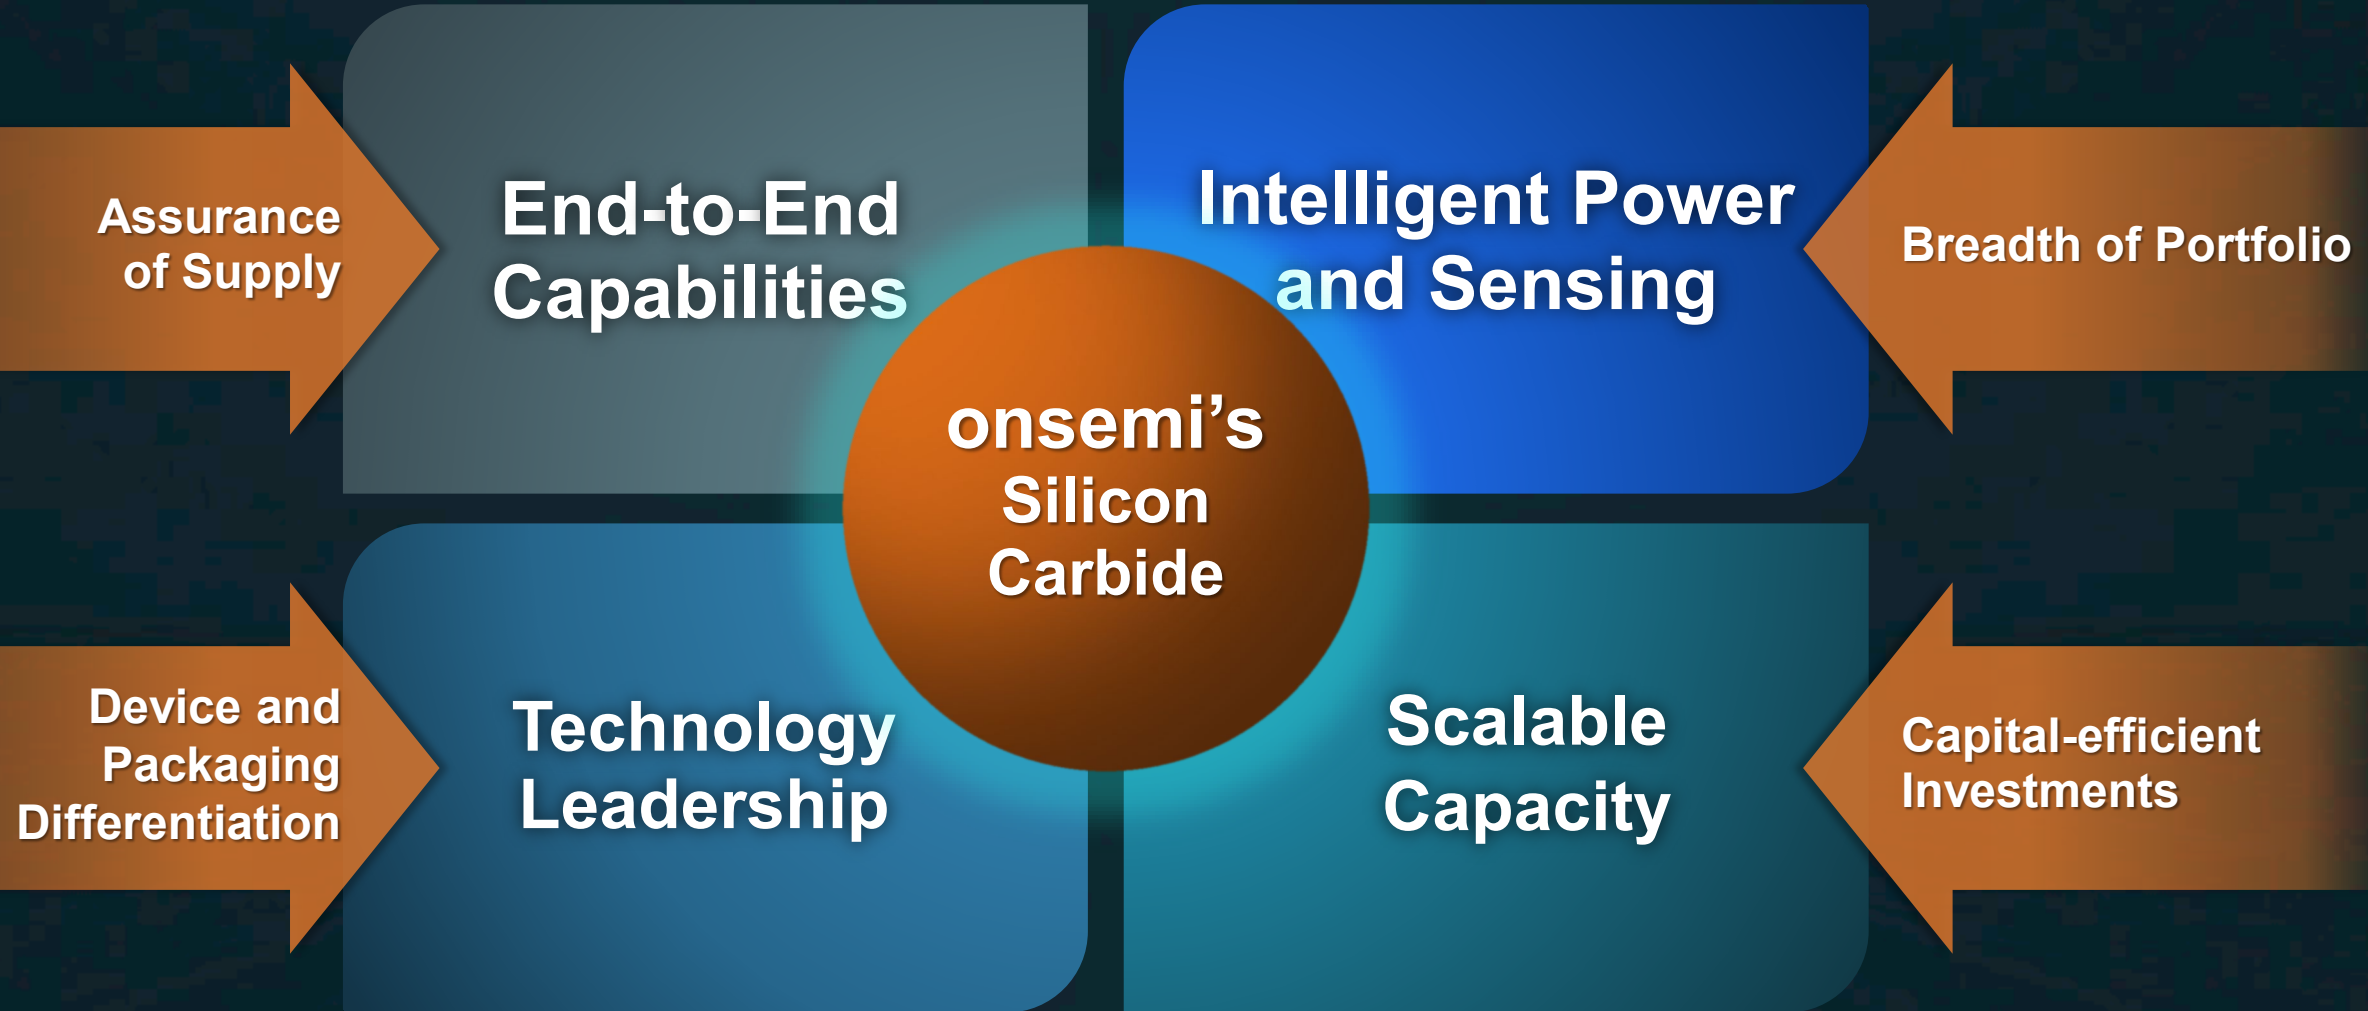 Assurance
of Supply
End-to-End
Capabilities
Intelligent Power
and Sensing
Breadth of Portfolio
onsemi’s
Silicon
Carbide
Device and
Packaging
Differentiation
Technology
Leadership
Scalable
Capacity
Capital-efficient
Investments